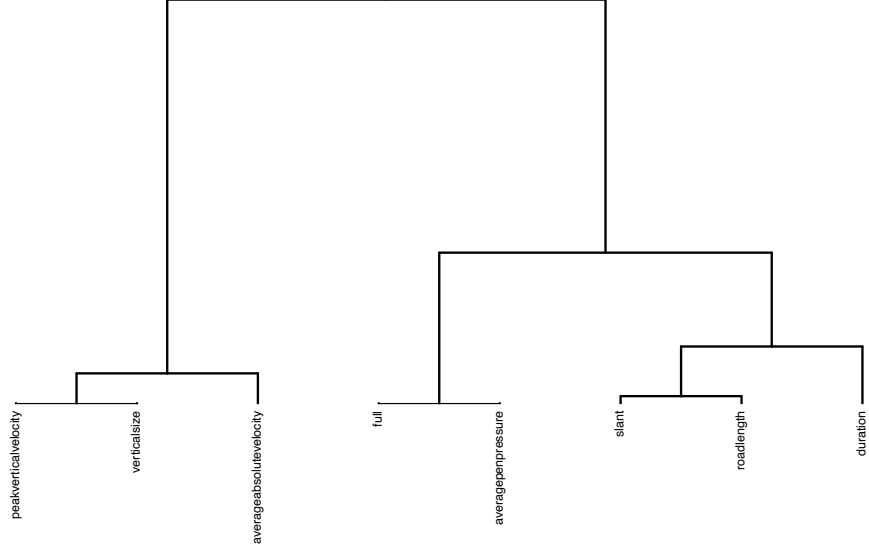 peakverticalvelocity
verticalsize
averageabsolutevelocity
full
averagepenpressure
slant
roadlength
duration